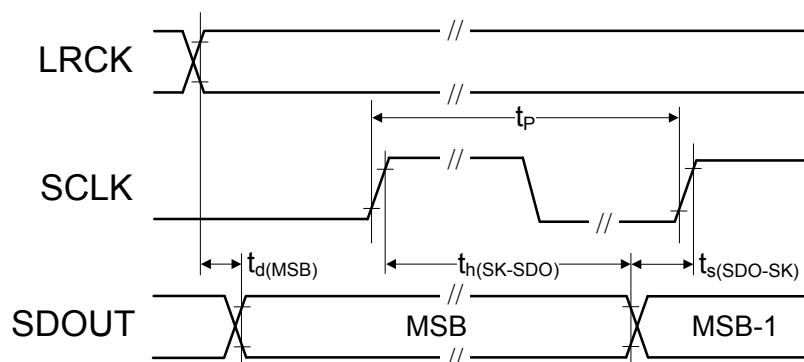 LRCK
tP
SCLK
td(MSB)
th(SK-SDO)
ts(SDO-SK)
SDOUT
MSB
MSB-1